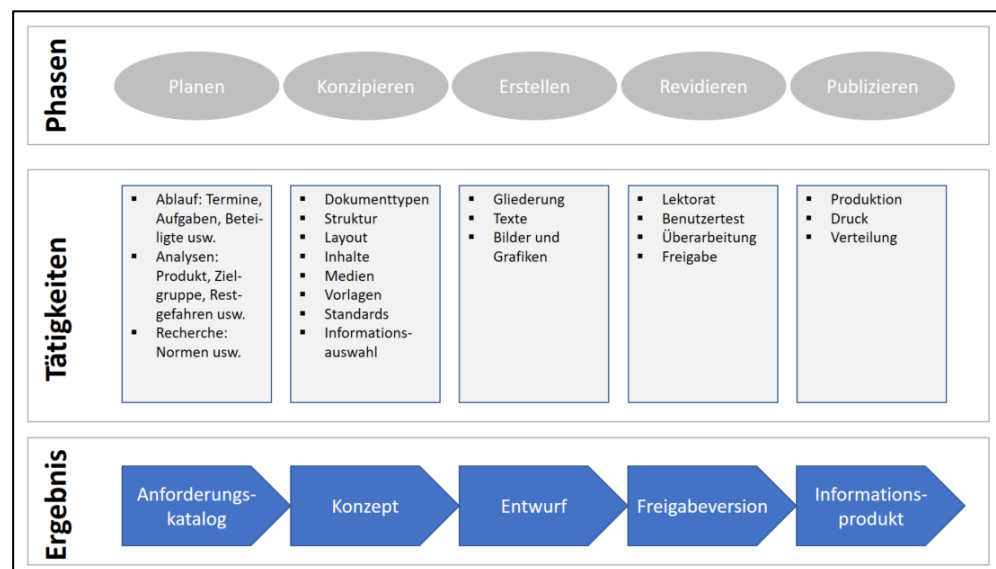 Phasen
Planen
Konzipieren
Erstellen
Revidieren
Publizieren
Tätigkeiten
▪ Ablauf: Termine,
Aufgaben, Betei-
ligte usw.
▪ Analysen:
Produkt, Ziel-
gruppe, Rest-
gefahren usw.
▪ Recherche:
Normen usw.
▪ Dokumenttypen
▪ Struktur
▪ Layout
▪ Inhalte
▪ Medien
▪ Vorlagen
▪ Standards
▪ Informations-
auswahl
▪ Gliederung
▪ Texte
▪ Bilder und
Grafiken
▪ Lektorat
▪ Benutzertest
▪ Überarbeitung
▪ Freigabe
▪ Produktion
▪ Druck
▪ Verteilung
Ergebnis
Anforderungs-
katalog
Konzept
Entwurf
Freigabeversion
Informations-
produkt